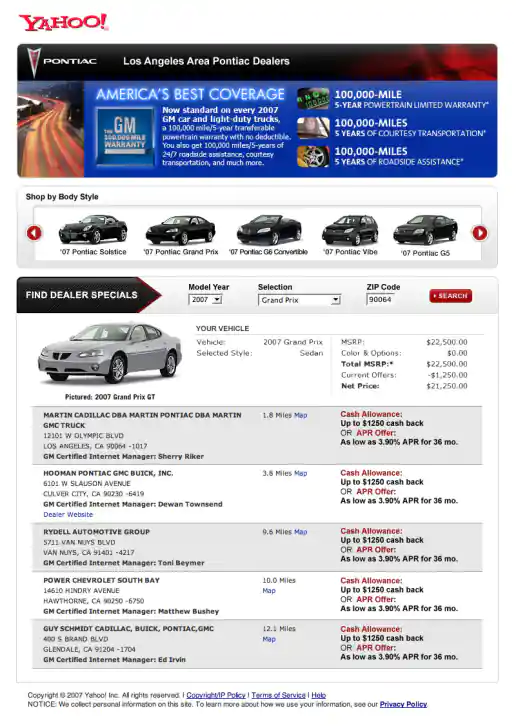 YAHOO!
PONTIAC
Los Angeles Area Pontiac Dealers
AMERICA'S BEST COVERAGE
GM
100,000 MILE
WARRANTY
Now standard on every 2007
GM car and light-duty trucks,
a 100,000 mile/5-year transferable
powertrain warranty with no deductible.
You also get 100,000 miles/5-years of
24/7 roadside assistance, courtesy
transportation, and much more.
100,000-MILE
5-YEAR POWERTRAIN LIMITED WARRANTY*
100,000-MILES
5 YEARS OF COURTESY TRANSPORTATION*
100,000-MILES
5 YEARS OF ROADSIDE ASSISTANCE*
Shop by Body Style
'07 Pontiac Solstice
'07 Pontiac Grand Prix
'07 Pontiac G6 Convertible
'07 Pontiac Vibe
'07 Pontiac G5
FIND DEALER SPECIALS
Model Year
2007
Selection
Grand Prix
ZIP Code
90064
SEARCH
Pictured: 2007 Grand Prix GT
YOUR VEHICLE
Vehicle: 2007 Grand Prix
Selected Style: Sedan
MSRP: $22,500.00
Color & Options: $0.00
Total MSRP:* $22,500.00
Current Offers: -$1,250.00
Net Price: $21,250.00
MARTIN CADILLAC DBA MARTIN PONTIAC DBA MARTIN
GMC TRUCK
12101 W OLYMPIC BLVD
LOS ANGELES, CA 90064 -1017
GM Certified Internet Manager: Sherry Riker
1.8 Miles Map
Cash Allowance:
Up to $1250 cash back
OR APR Offer:
As low as 3.90% APR for 36 mo.
HOOMAN PONTIAC GMC BUICK, INC.
6101 W SLAUSON AVENUE
CULVER CITY, CA 90230 -6419
GM Certified Internet Manager: Dewan Townsend
Dealer Website
3.8 Miles Map
Cash Allowance:
Up to $1250 cash back
OR APR Offer:
As low as 3.90% APR for 36 mo.
RYDELL AUTOMOTIVE GROUP
5711 VAN NUYS BLVD
VAN NUYS, CA 91401 -4217
GM Certified Internet Manager: Toni Beymer
9.6 Miles Map
Cash Allowance:
Up to $1250 cash back
OR APR Offer:
As low as 3.90% APR for 36 mo.
POWER CHEVROLET SOUTH BAY
14610 HINDRY AVENUE
HAWTHORNE, CA 90250 -6750
GM Certified Internet Manager: Matthew Bushey
10.0 Miles
Map
Cash Allowance:
Up to $1250 cash back
OR APR Offer:
As low as 3.90% APR for 36 mo.
GUY SCHMIDT CADILLAC, BUICK, PONTIAC,GMC
400 S BRAND BLVD
GLENDALE, CA 91204 -1704
GM Certified Internet Manager: Ed Irvin
12.1 Miles
Map
Cash Allowance:
Up to $1250 cash back
OR APR Offer:
As low as 3.90% APR for 36 mo.
Copyright © 2007 Yahoo! Inc. All rights reserved. | Copyright/IP Policy | Terms of Service | Help
NOTICE: We collect personal information on this site. To learn more about how we use your information, see our Privacy Policy